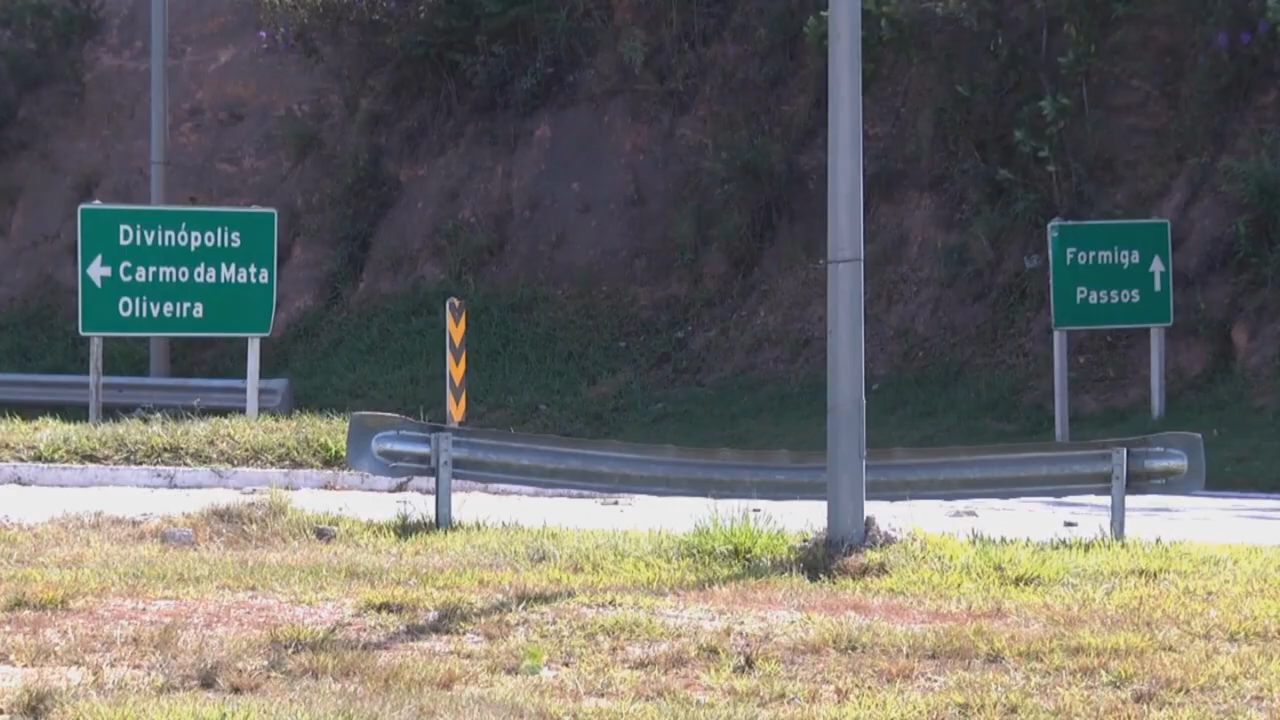 Divinópolis
Carmo da Mata
Oliveira
Formiga
Passos